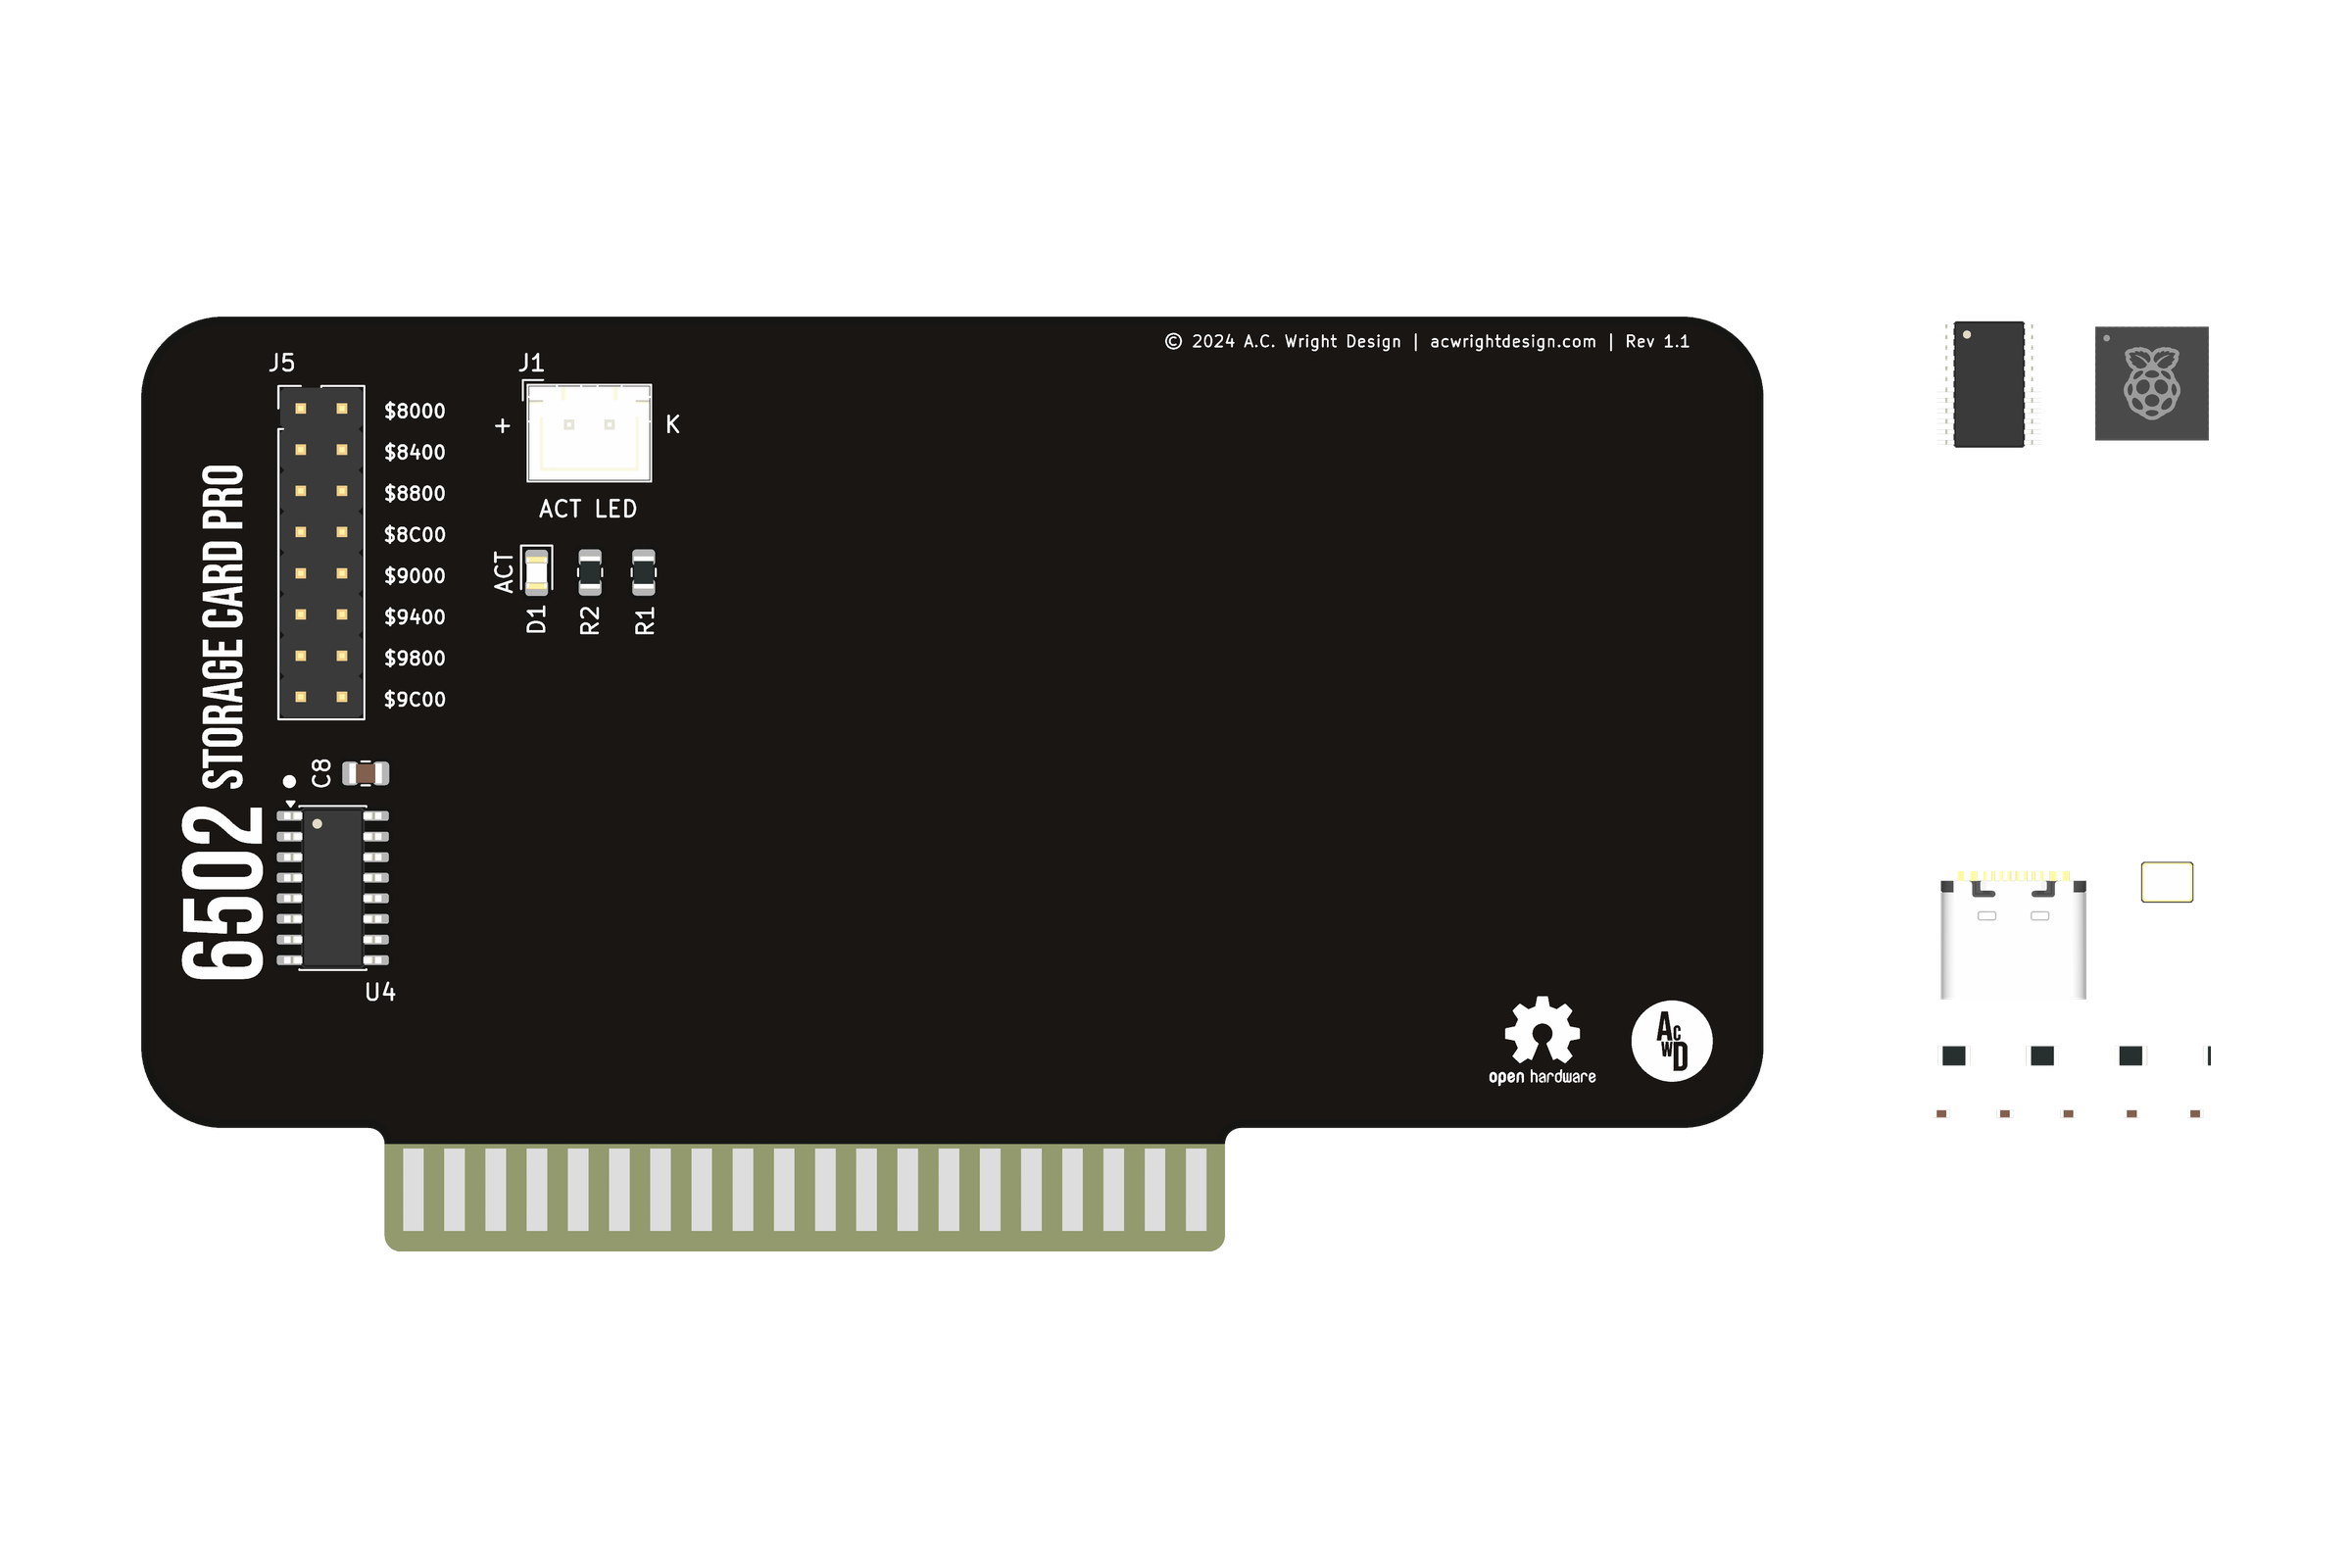 © 2024 A.C. Wright Design | acwrightdesign.com | Rev 1.1
J5
J1
$8000
$8400
$8800
$8C00
$9000
$9400
$9800
$9C00
+
K
ACT LED
ACT
D1
R2
R1
6502 STORAGE CARD PRO
C8
U4
open hardware
ACWD